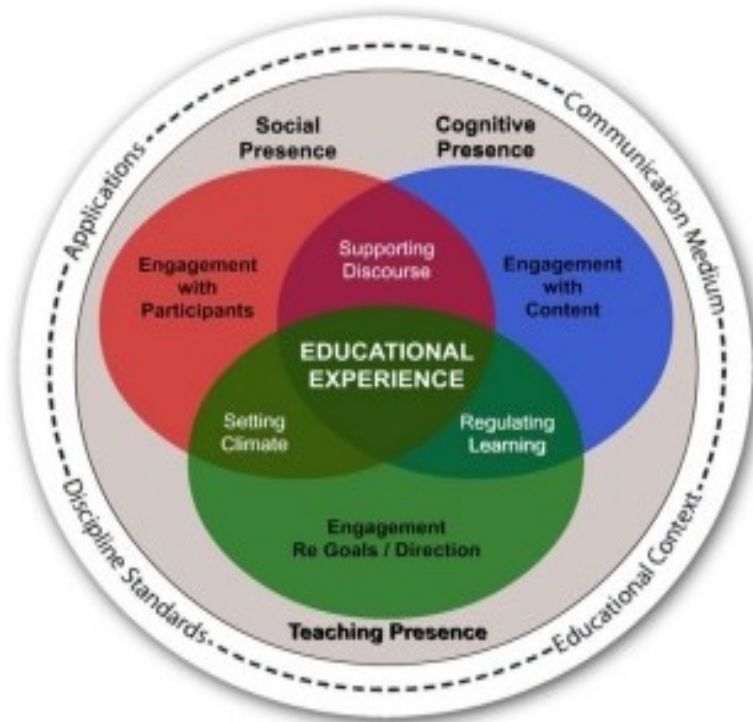 Applications
Communication Medium
Social
Presence
Cognitive
Presence
Supporting
Discourse
Engagement
with
Participants
Engagement
with
Content
EDUCATIONAL
EXPERIENCE
Setting
Climate
Regulating
Learning
Engagement
Re Goals / Direction
Teaching Presence
Discipline Standards
Educational Context